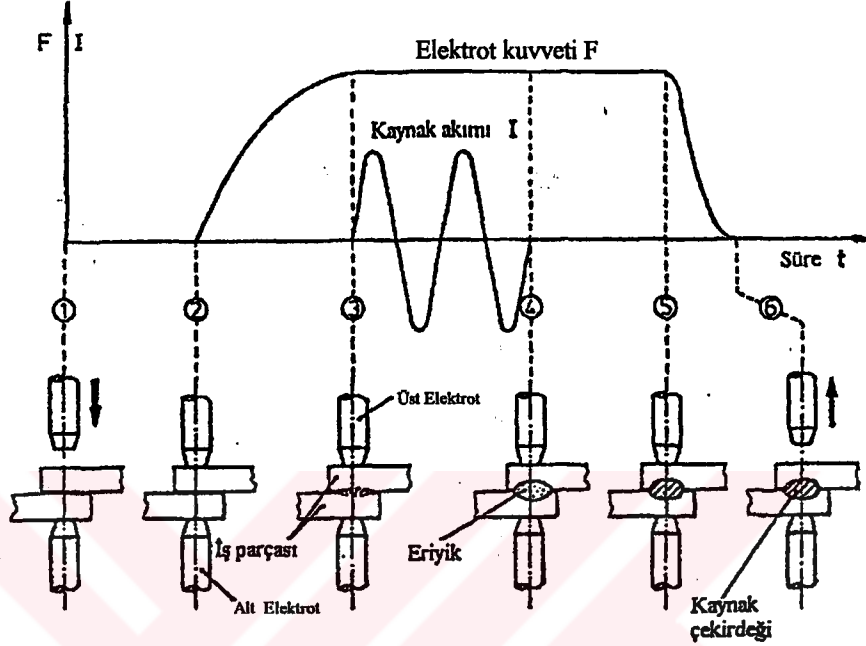 F I
Elektrot kuvveti F
Kaynak akımı I
Süre t
1 2 3 4 5 6
Üst Elektrot
İş parçası
Eriyik
Alt Elektrot
Kaynak
çekirdeği